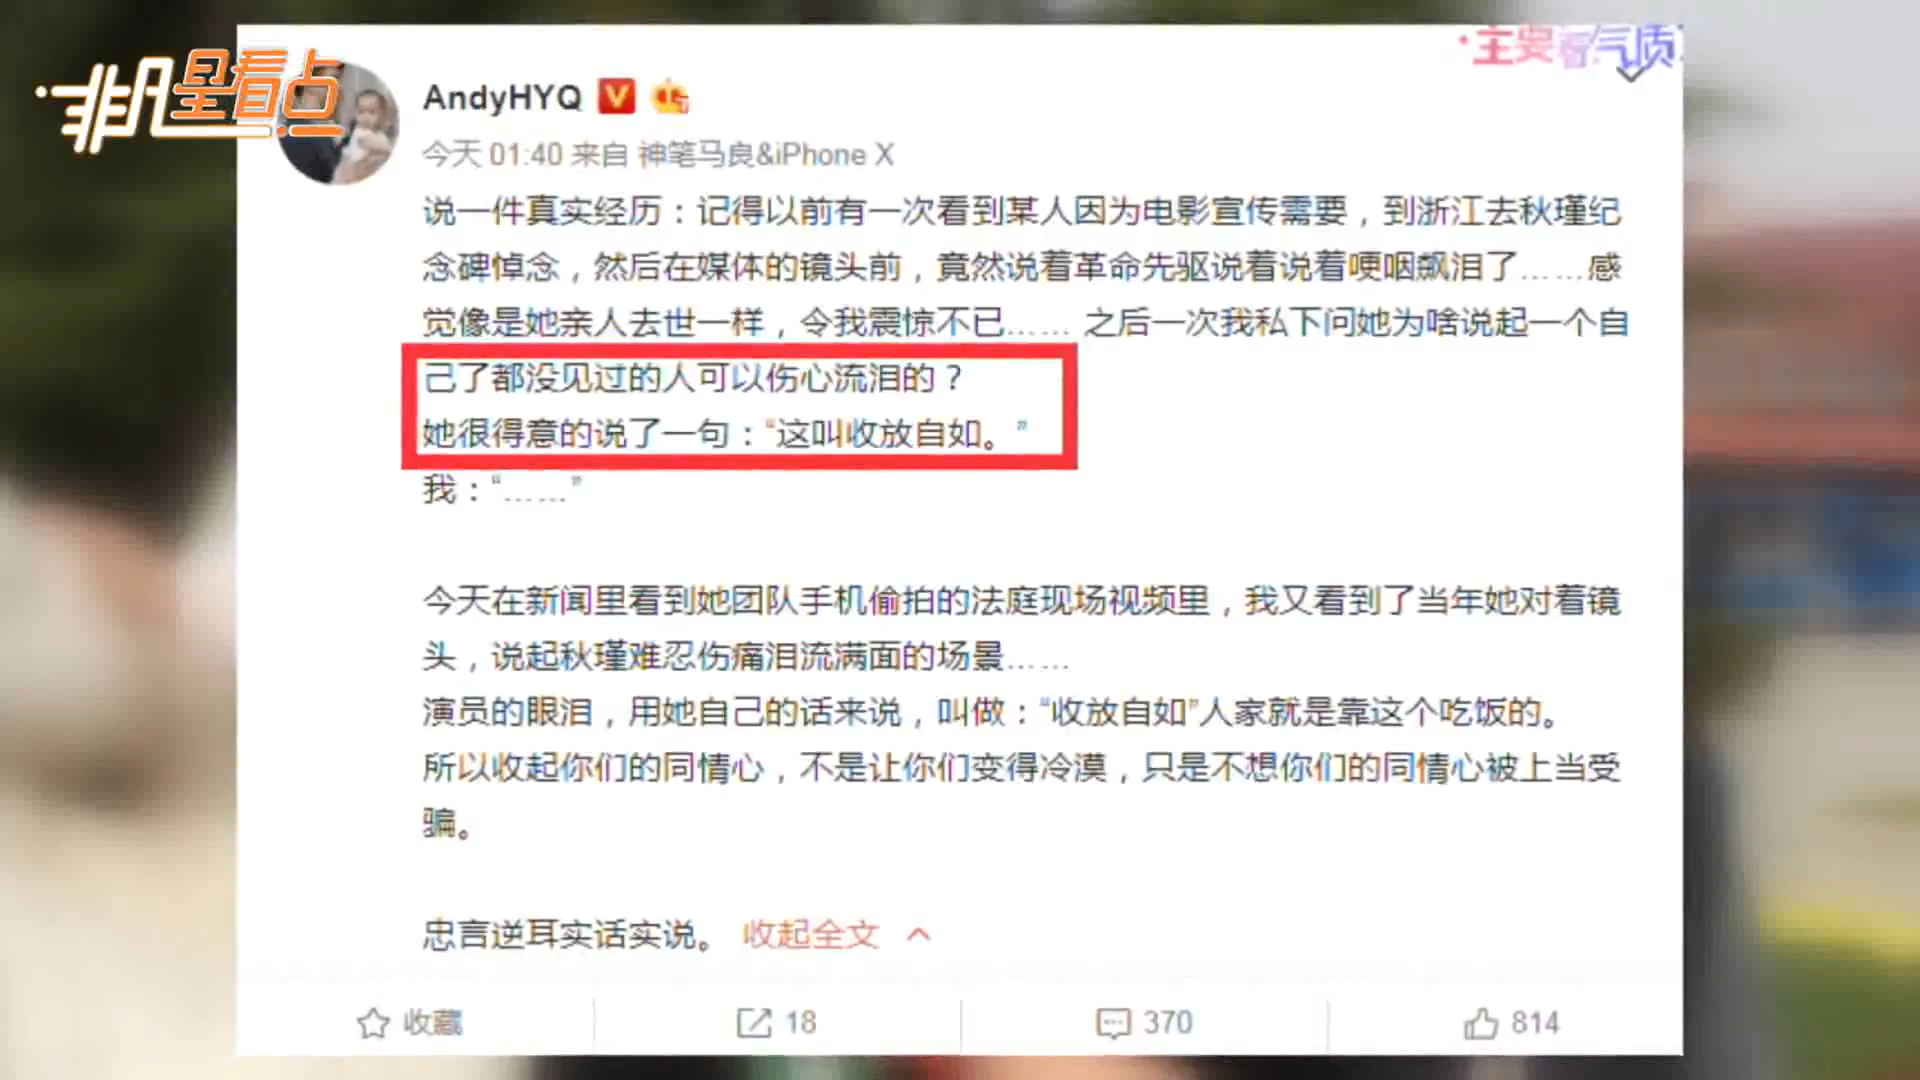 非凡星看点
主要看气质
AndyHYQ
今天 01:40 来自 神笔马良&iPhone X
说一件真实经历：记得以前有一次看到某人因为电影宣传需要，到浙江去秋瑾纪
念碑悼念，然后在媒体的镜头前，竟然说着革命先驱说着说着哽咽飙泪了……感
觉像是她亲人去世一样，令我震惊不已…… 之后一次我私下问她为啥说起一个自
己了都没见过的人可以伤心流泪的？
她很得意的说了一句：“这叫收放自如。”
我：“……”
今天在新闻里看到她团队手机偷拍的法庭现场视频里，我又看到了当年她对着镜
头，说起秋瑾难忍伤痛泪流满面的场景……
演员的眼泪，用她自己的话来说，叫做：“收放自如”人家就是靠这个吃饭的。
所以收起你们的同情心，不是让你们变得冷漠，只是不想你们的同情心被上当受
骗。
忠言逆耳实话实说。 收起全文
收藏 18 370 814